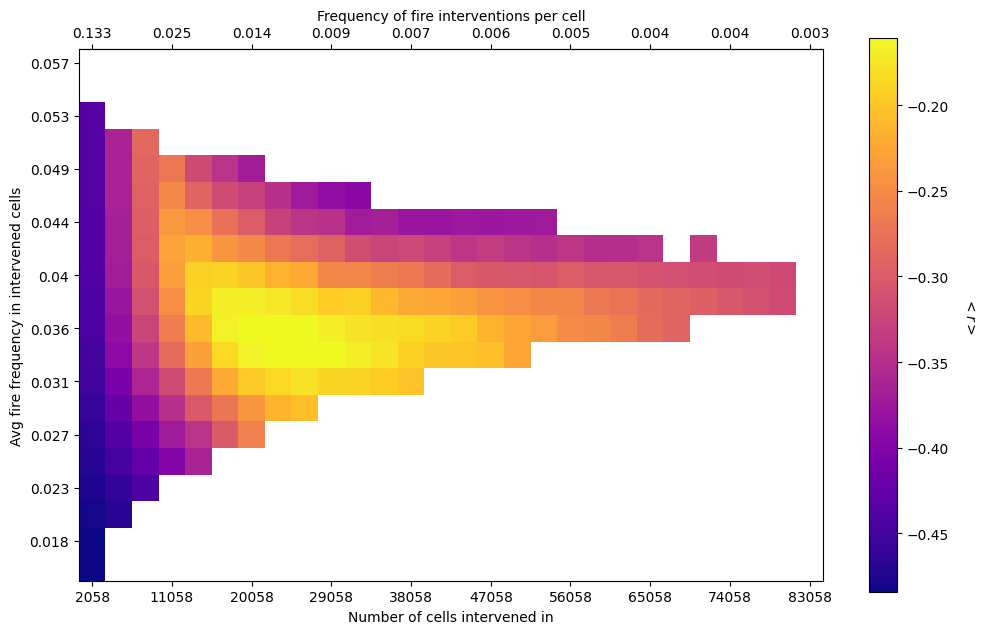 Frequency of fire interventions per cell
0.133 0.025 0.014 0.009 0.007 0.006 0.005 0.004 0.004 0.003
Avg fire frequency in intervened cells
0.057
0.053
0.049
0.044
0.04
0.036
0.031
0.027
0.023
0.018
2058 11058 20058 29058 38058 47058 56058 65058 74058 83058
Number of cells intervened in
−0.20
−0.25
−0.30
−0.35
−0.40
−0.45
< r >